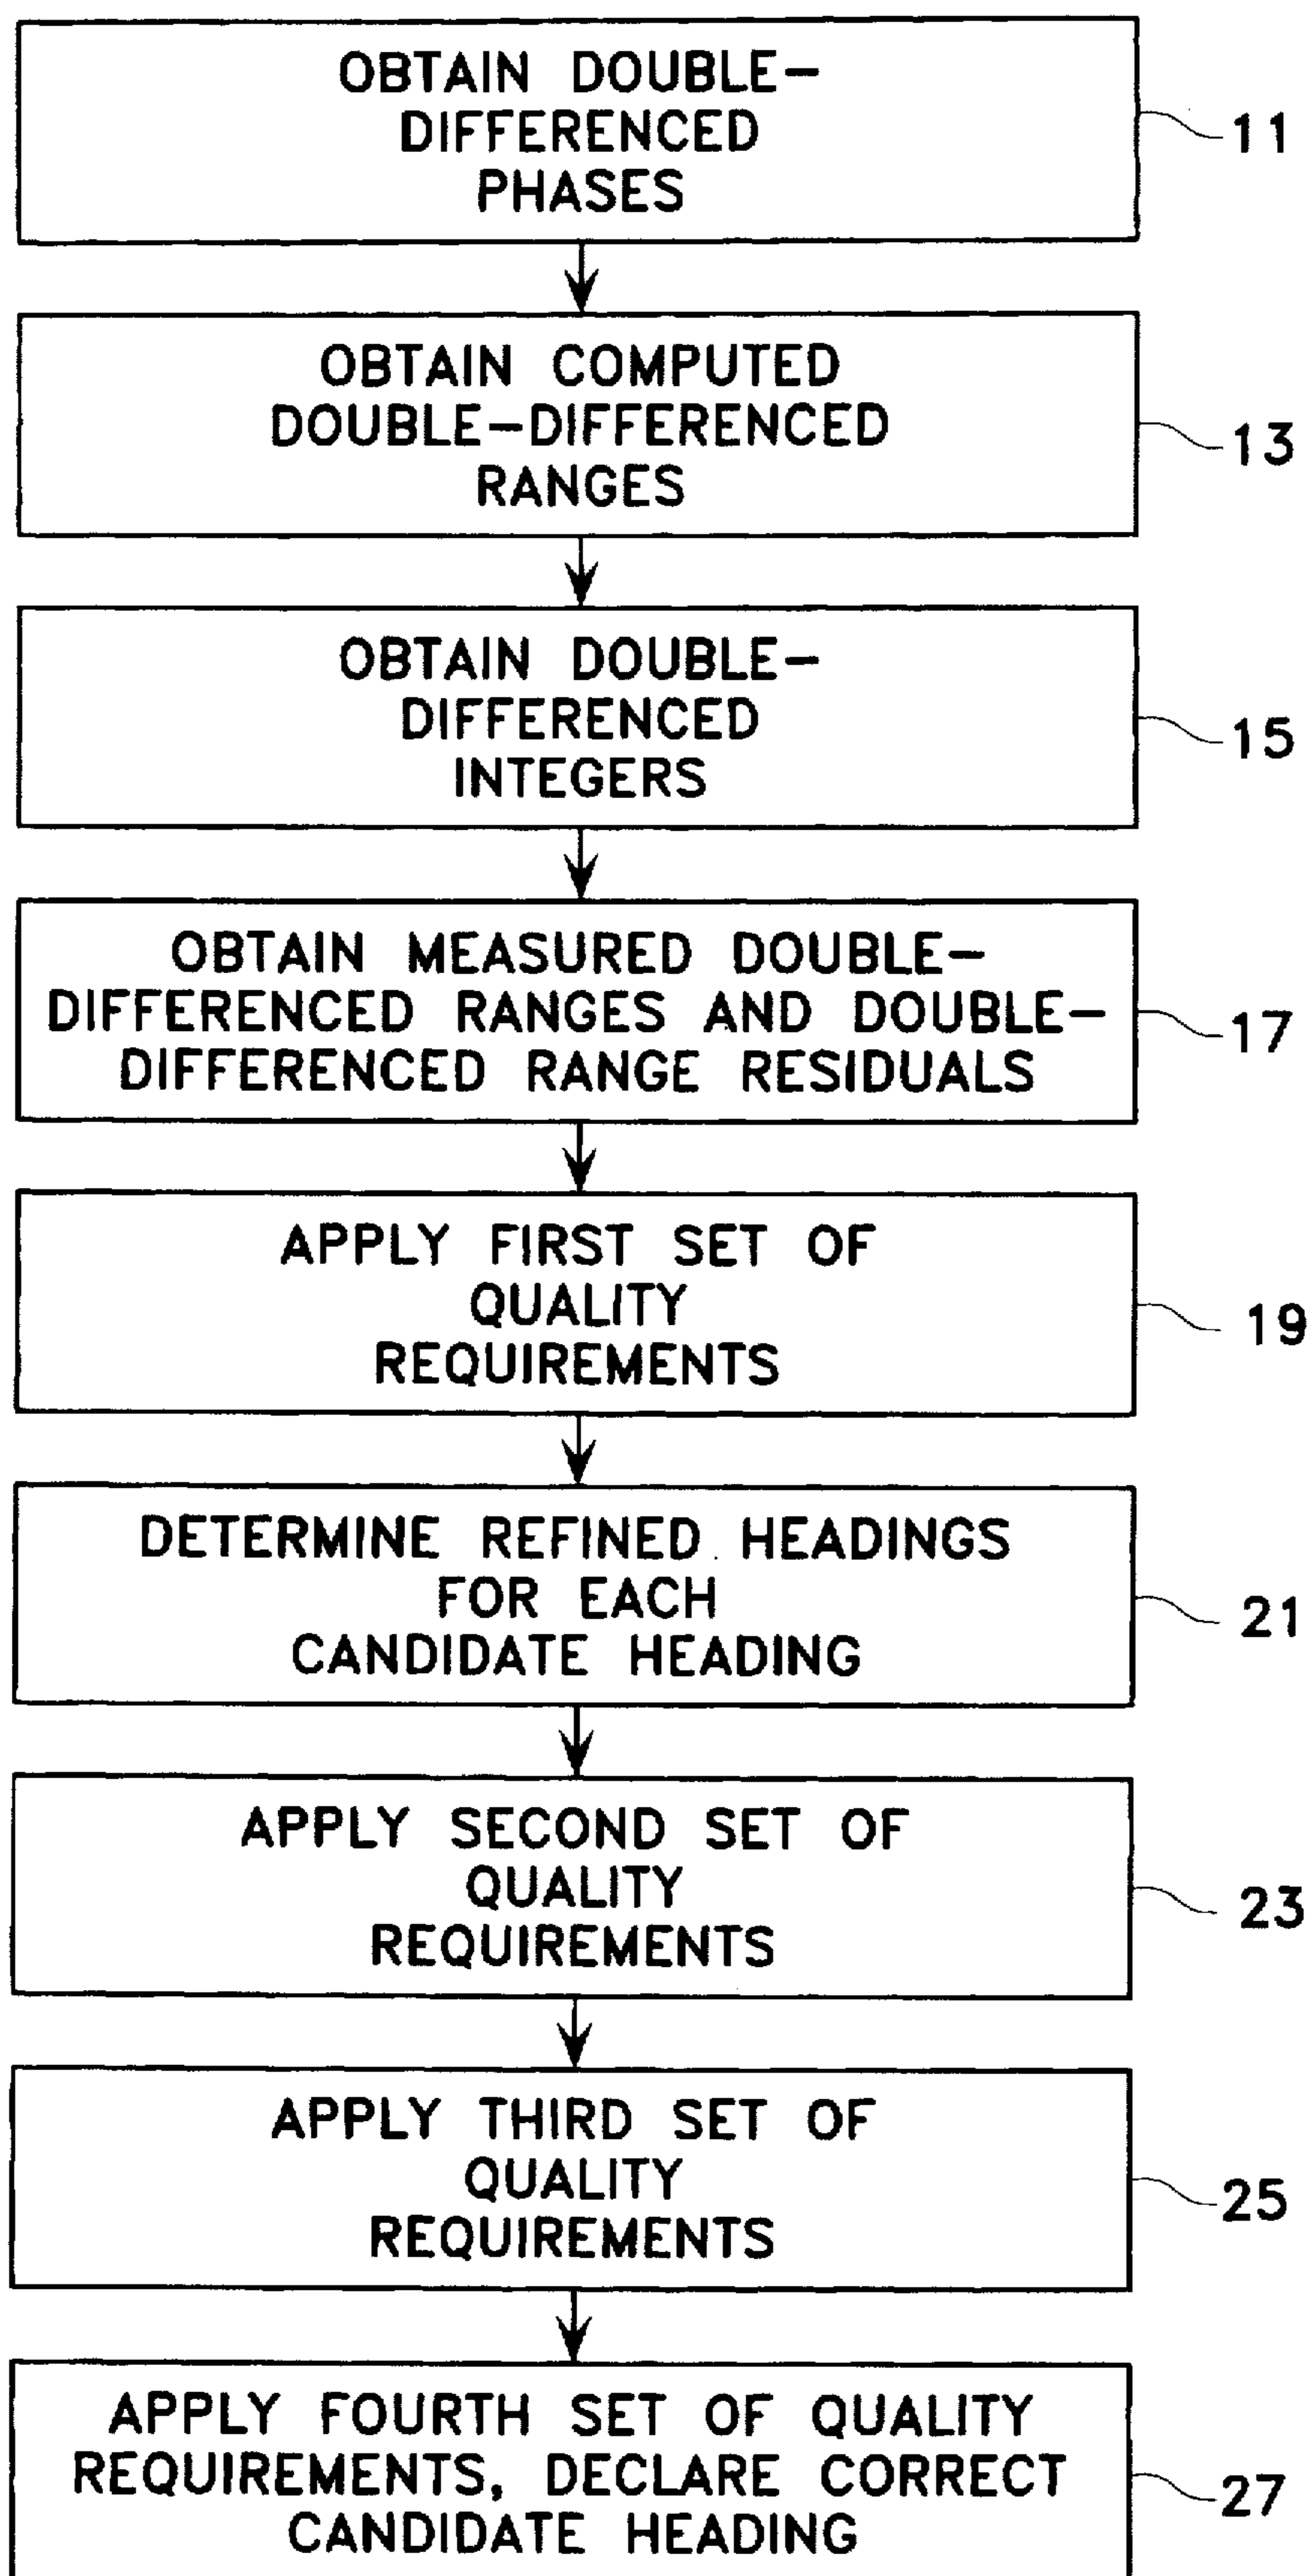 OBTAIN DOUBLE-
DIFFERENCED
PHASES
11
OBTAIN COMPUTED
DOUBLE-DIFFERENCED
RANGES
13
OBTAIN DOUBLE-
DIFFERENCED
INTEGERS
15
OBTAIN MEASURED DOUBLE-
DIFFERENCED RANGES AND DOUBLE-
DIFFERENCED RANGE RESIDUALS
17
APPLY FIRST SET OF
QUALITY
REQUIREMENTS
19
DETERMINE REFINED HEADINGS
FOR EACH
CANDIDATE HEADING
21
APPLY SECOND SET OF
QUALITY
REQUIREMENTS
23
APPLY THIRD SET OF
QUALITY
REQUIREMENTS
25
APPLY FOURTH SET OF QUALITY
REQUIREMENTS, DECLARE CORRECT
CANDIDATE HEADING
27